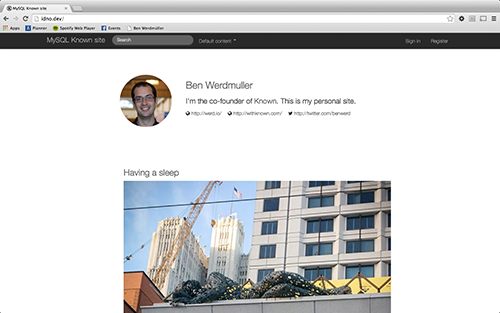 MySQL Known site
idno.dev/
Apps Planner Spotify Web Player Events Ben Werdmuller
MySQL Known site Search Default content Sign in Register
Ben Werdmuller
I'm the co-founder of Known. This is my personal site.
http://werd.io/ http://withknown.com/ http://twitter.com/benwerd
Having a sleep